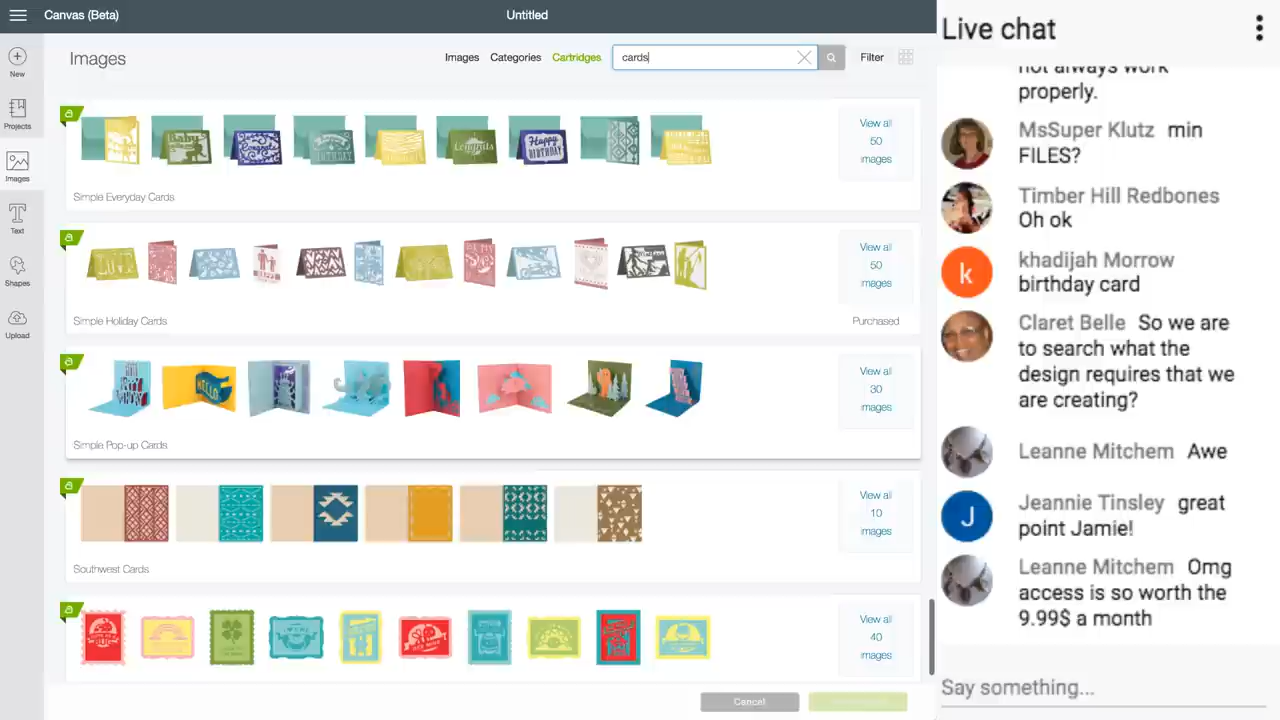 Canvas (Beta)
Untitled
New
Projects
Images
Text
Shapes
Upload
Images
Images
Categories
Cartridges
cards
Filter
View all
50
images
Simple Everyday Cards
View all
50
images
Simple Holiday Cards
Purchased
View all
30
images
Simple Pop-up Cards
View all
10
images
Southwest Cards
View all
40
images
Cancel
Live chat
not always work
properly.
MsSuper Klutz min
FILES?
Timber Hill Redbones
Oh ok
k
khadijah Morrow
birthday card
Claret Belle So we are
to search what the
design requires that we
are creating?
Leanne Mitchem Awe
J
Jeannie Tinsley great
point Jamie!
Leanne Mitchem Omg
access is so worth the
9.99$ a month
Say something...